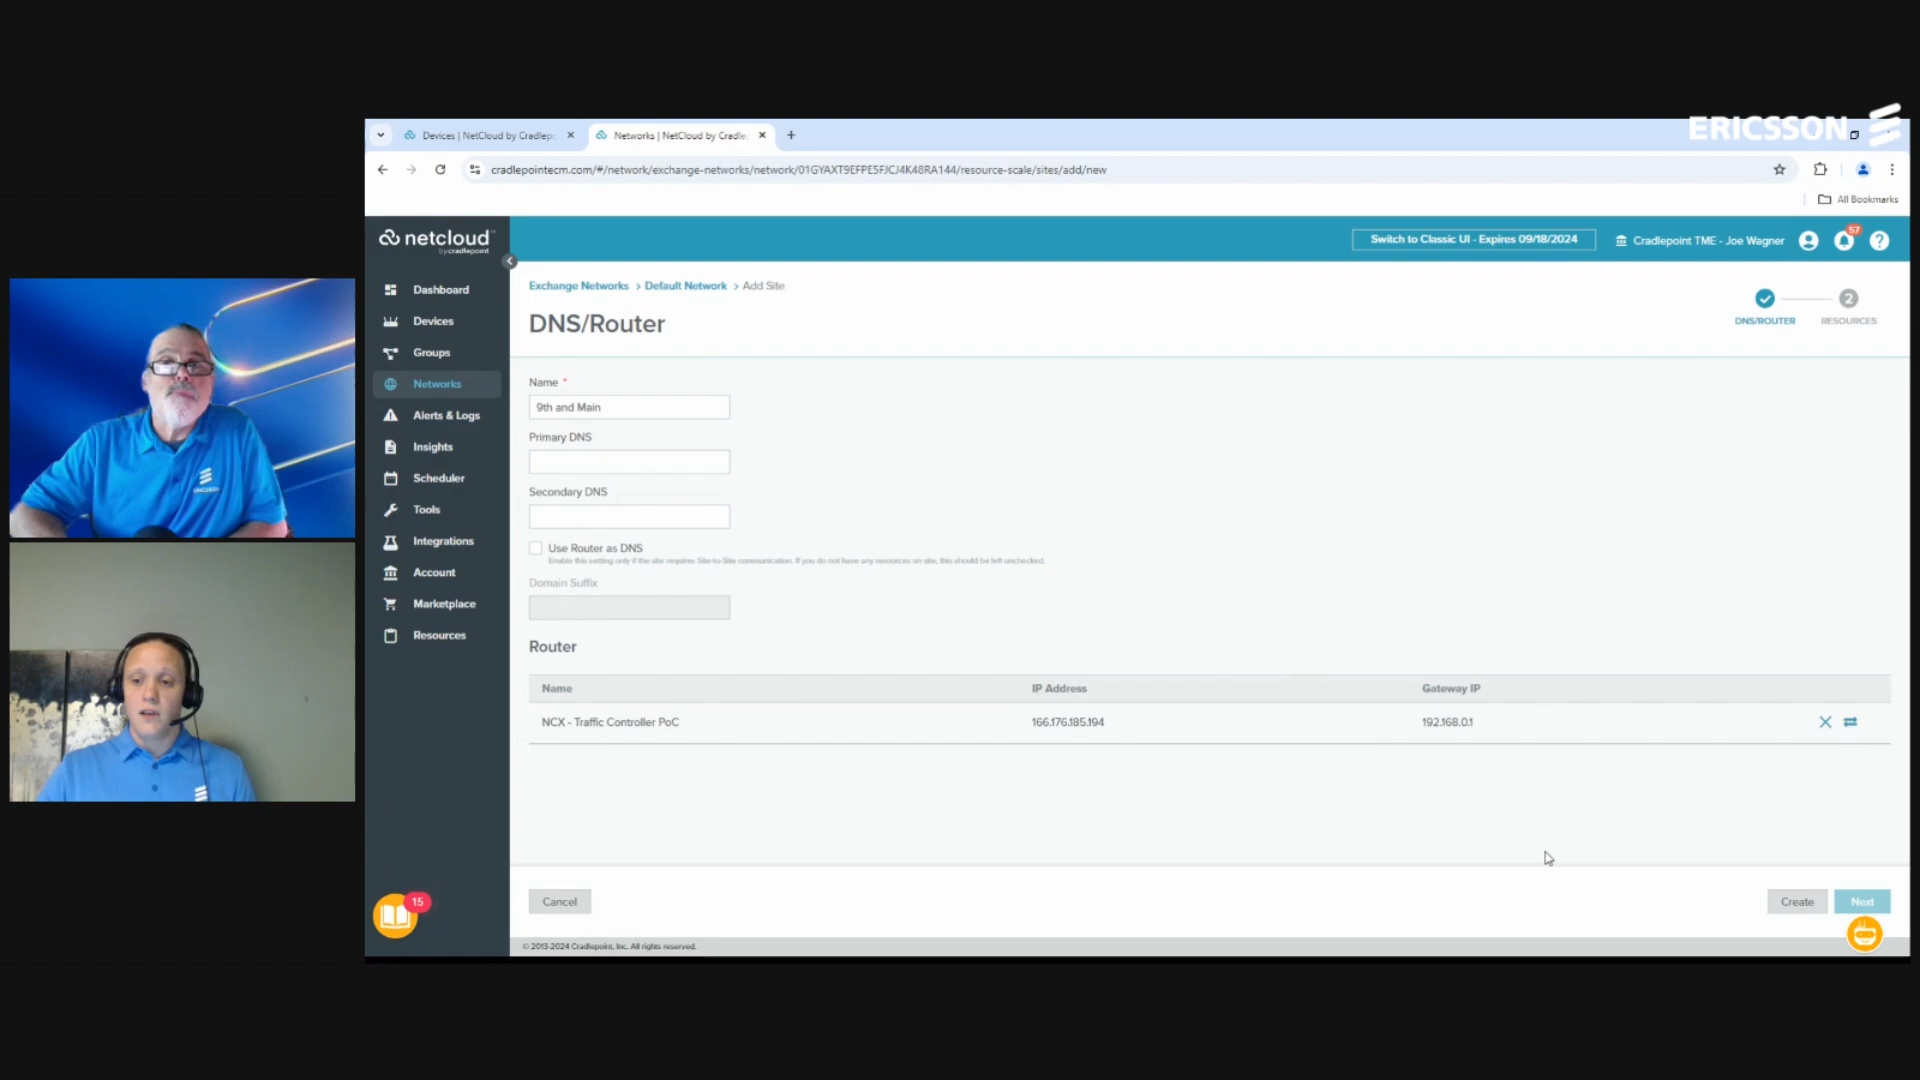 ERICSSON
Devices | NetCloud by Cradlep
Networks | NetCloud by Cradle
cradlepointecm.com/#/network/exchange-networks/network/01GYAXT9EFPE5FJCJ4K48RA144/resource-scale/sites/add/new
All Bookmarks
netcloud
by cradlepoint
Switch to Classic UI - Expires 09/18/2024
Cradlepoint TME - Joe Wagner
57
Dashboard
Devices
Groups
Networks
Alerts & Logs
Insights
Scheduler
Tools
Integrations
Account
Marketplace
Resources
15
Exchange Networks > Default Network > Add Site
DNS/Router
2
DNS/ROUTER
RESOURCES
Name *
9th and Main
Primary DNS
Secondary DNS
Use Router as DNS
Enable this setting only if the site requires Site-to-Site communication. If you do not have any resources on site, this should be left unchecked.
Domain Suffix
Router
Name IP Address Gateway IP
NCX - Traffic Controller PoC 166.176.185.194 192.168.0.1
Cancel
Create
Next
© 2013-2024 Cradlepoint, Inc. All rights reserved.
ERICSSON